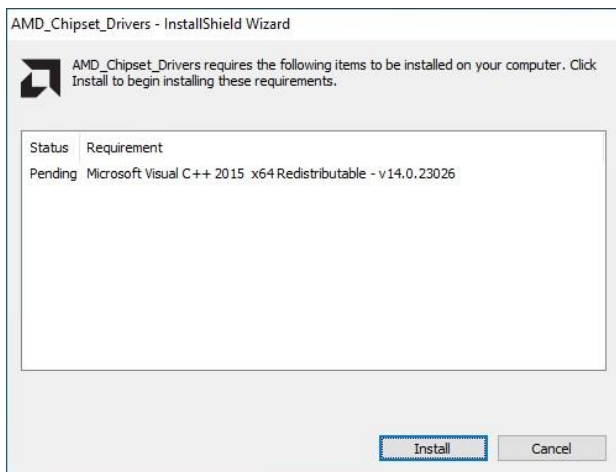 AMD_Chipset_Drivers - InstallShield Wizard
AMD_Chipset_Drivers requires the following items to be installed on your computer. Click
Install to begin installing these requirements.
Status Requirement
Pending Microsoft Visual C++ 2015 x64 Redistributable - v14.0.23026
Install Cancel